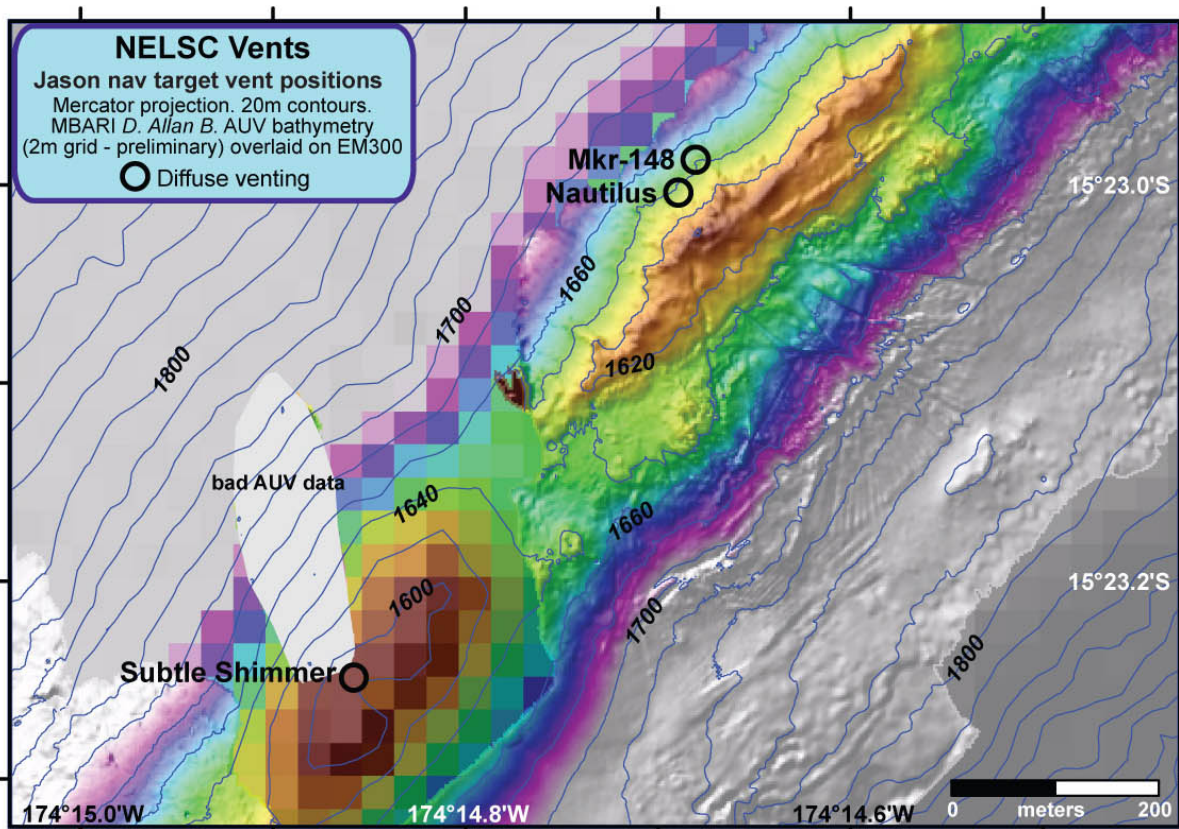 NELSC Vents
Jason nav target vent positions
Mercator projection. 20m contours.
MBARI D. Allan B. AUV bathymetry
(2m grid - preliminary) overlaid on EM300
Diffuse venting
Mkr-148
Nautilus
15°23.0'S
1660
1700
1800
1620
bad AUV data
1640
1660
15°23.2'S
1600
1700
1800
Subtle Shimmer
174°15.0'W
174°14.8'W
174°14.6'W
0 meters 200